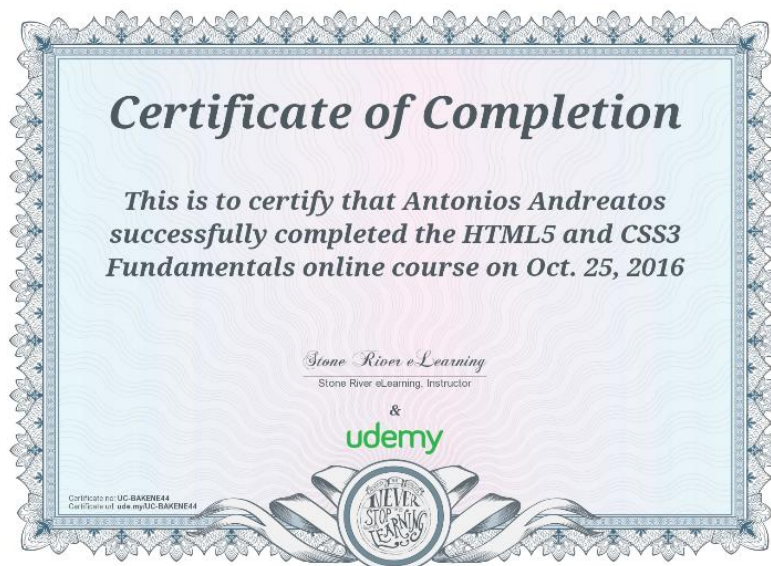 Certificate of Completion
This is to certify that Antonios Andreatos
successfully completed the HTML5 and CSS3
Fundamentals online course on Oct. 25, 2016
Stone River eLearning
Stone River eLearning, Instructor
&
udemy
Certificate no: UC-BAKENE44
Certificate url: ude.my/UC-BAKENE44
NEVER
STOP
LEARNING